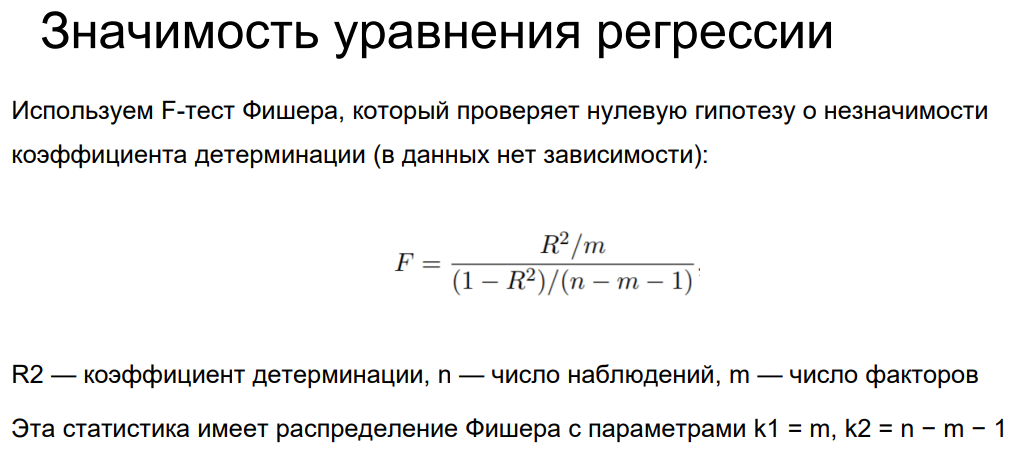 Значимость уравнения регрессии
Используем F-тест Фишера, который проверяет нулевую гипотезу о незначимости
коэффициента детерминации (в данных нет зависимости):
F = \frac{R^2/m}{(1 − R^2)/(n − m − 1)}.
R2 — коэффициент детерминации, n — число наблюдений, m — число факторов
Эта статистика имеет распределение Фишера с параметрами k1 = m, k2 = n − m − 1